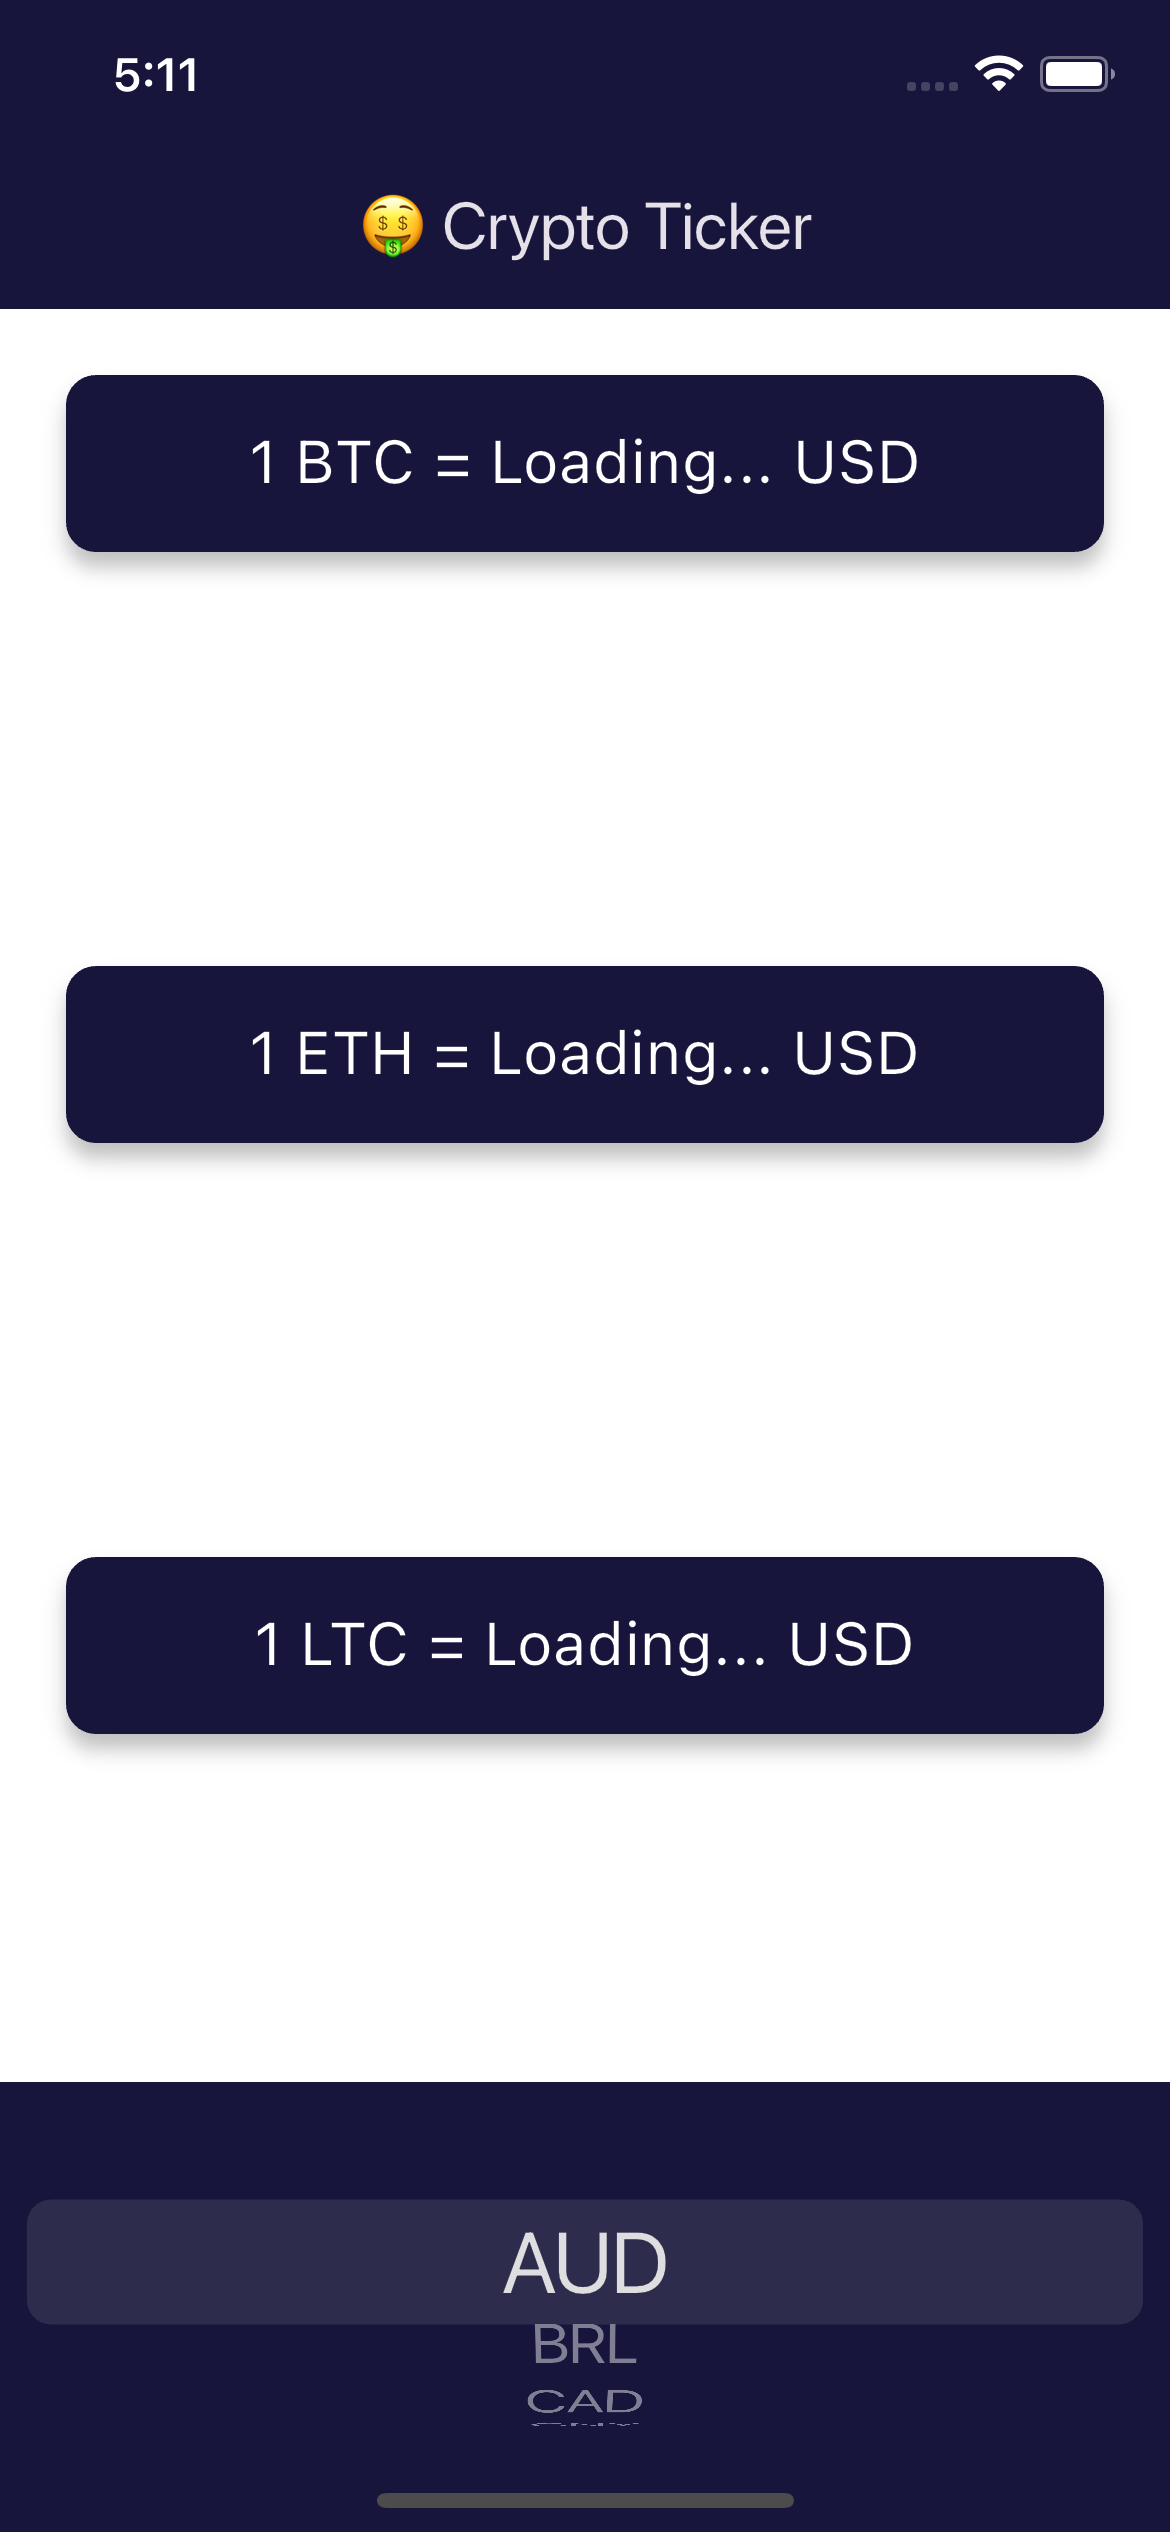 5:11
🤑 Crypto Ticker
1 BTC = Loading... USD
1 ETH = Loading... USD
1 LTC = Loading... USD
AUD
BRL
CAD